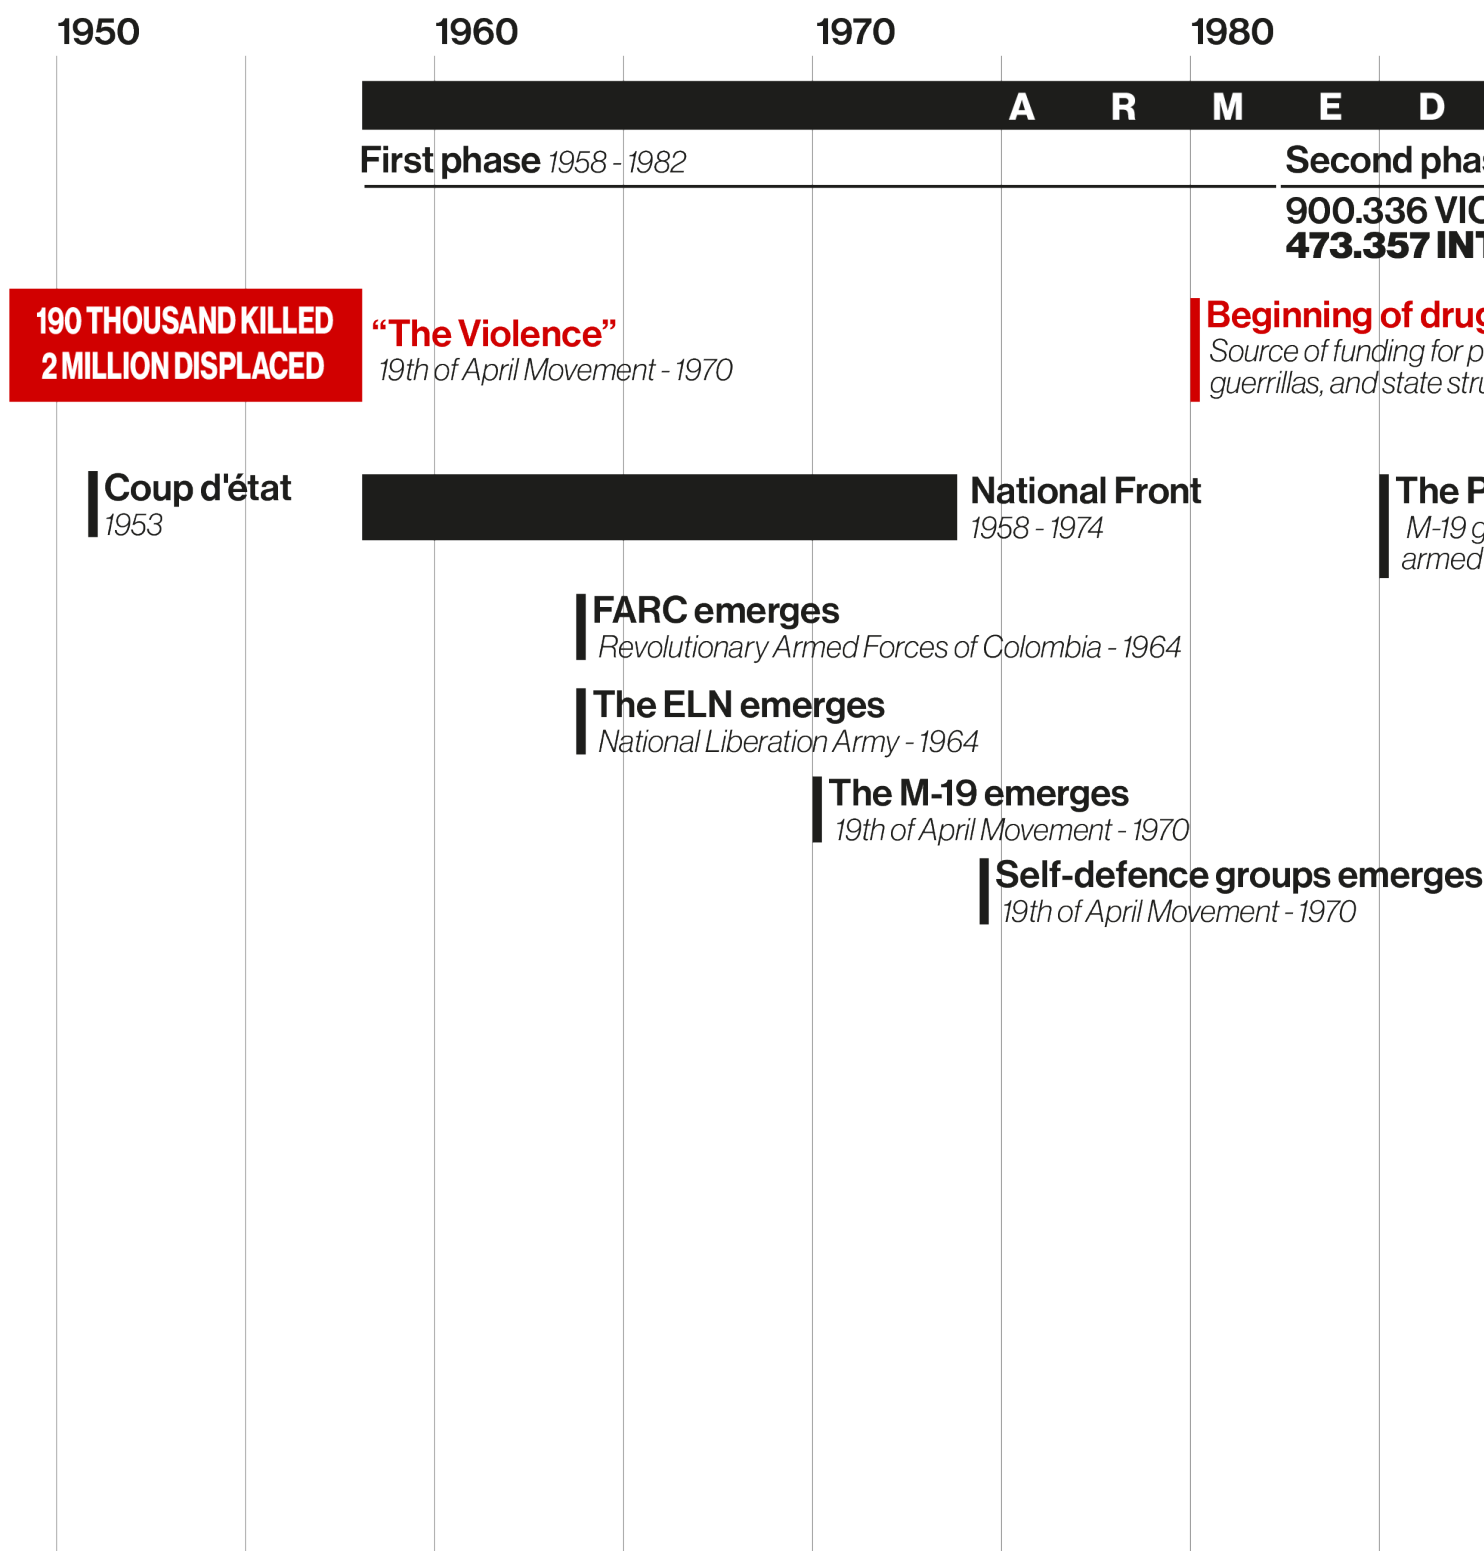 1950 1960 1970 1980
A R M E D
First phase 1958 - 1982
Second phas
900.336 VIC
473.357 INT
190 THOUSAND KILLED
2 MILLION DISPLACED
“The Violence”
19th of April Movement - 1970
Beginning of drug
Source of funding for p
guerrillas, and state stru
Coup d'état
1953
National Front
1958 - 1974
The P
M-19 g
armed
FARC emerges
Revolutionary Armed Forces of Colombia - 1964
The ELN emerges
National Liberation Army - 1964
The M-19 emerges
19th of April Movement - 1970
Self-defence groups emerges
19th of April Movement - 1970